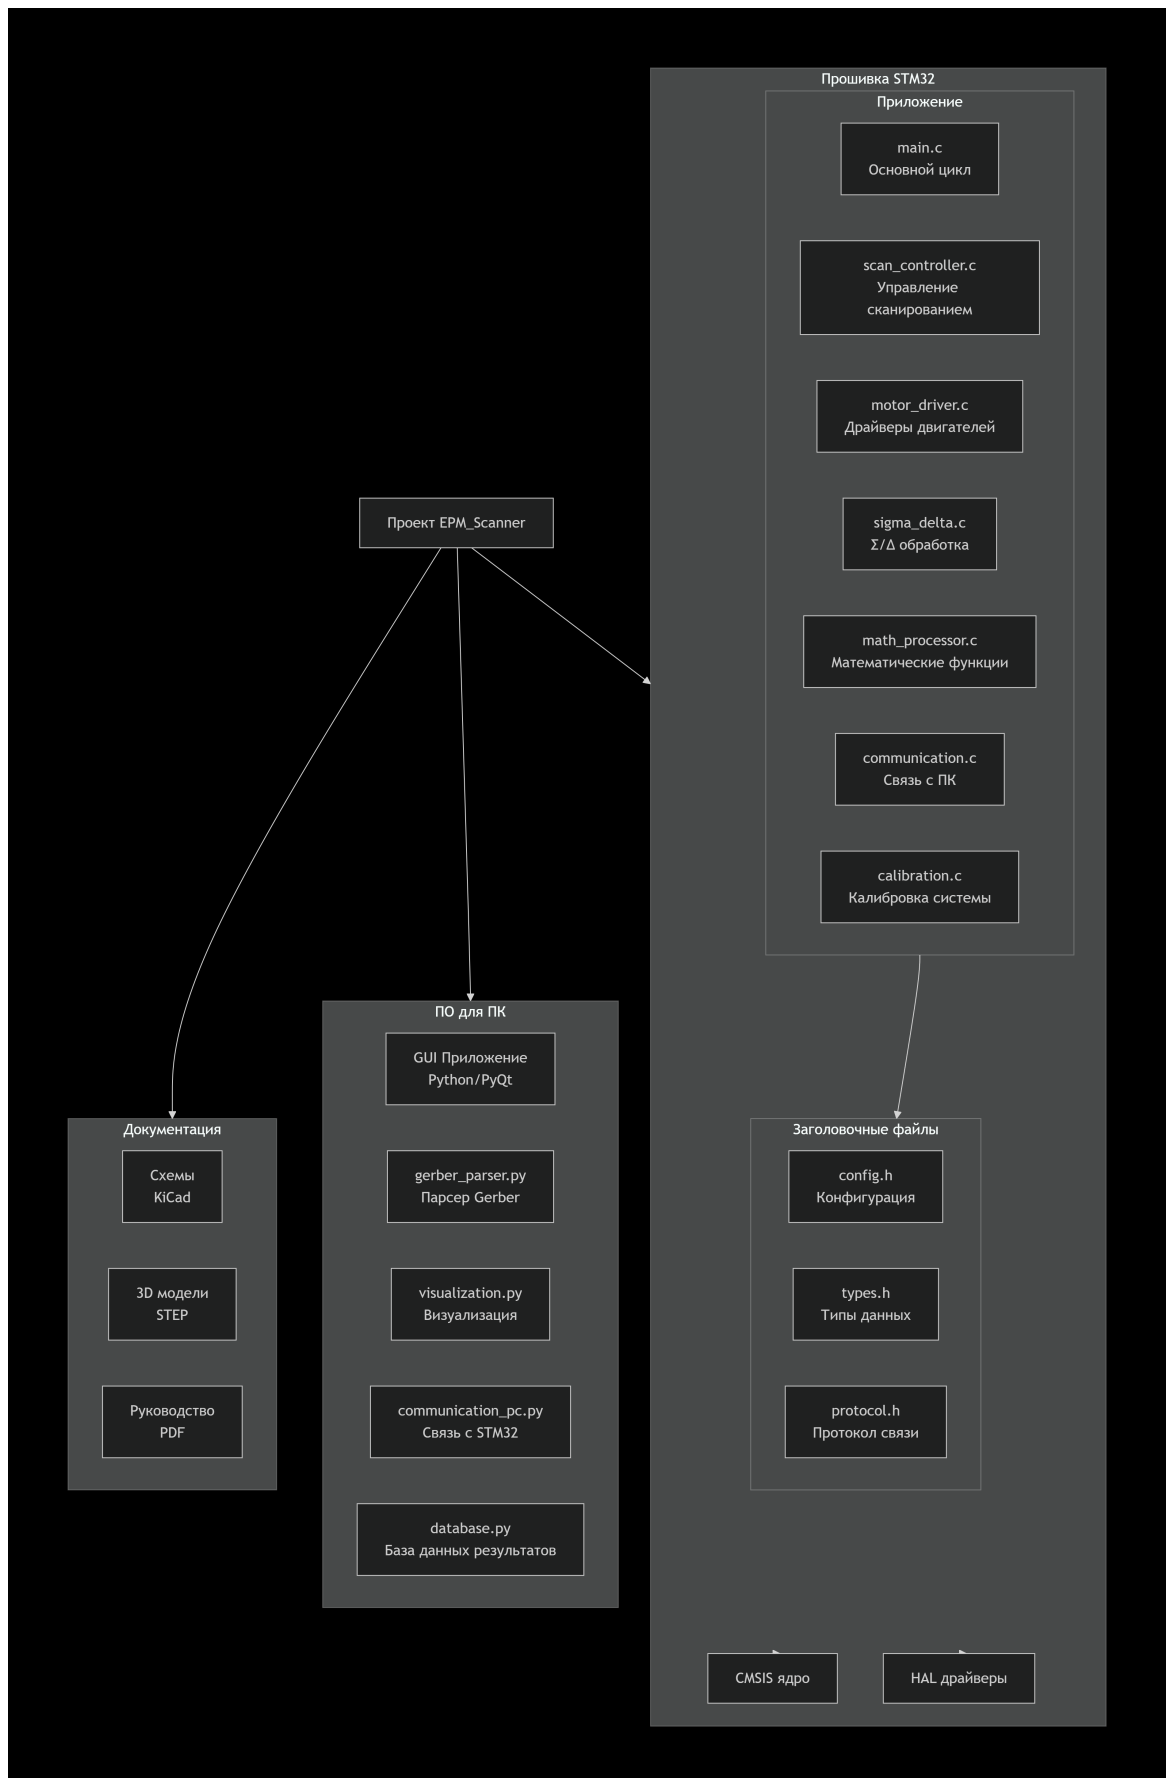 Прошивка STM32
Приложение
main.c
Основной цикл
scan_controller.c
Управление
сканированием
motor_driver.c
Драйверы двигателей
sigma_delta.c
Σ/Δ обработка
math_processor.c
Математические функции
communication.c
Связь с ПК
calibration.c
Калибровка системы
Проект EPM_Scanner
ПО для ПК
GUI Приложение
Python/PyQt
gerber_parser.py
Парсер Gerber
visualization.py
Визуализация
communication_pc.py
Связь с STM32
database.py
База данных результатов
Документация
Схемы
KiCad
3D модели
STEP
Руководство
PDF
Заголовочные файлы
config.h
Конфигурация
types.h
Типы данных
protocol.h
Протокол связи
CMSIS ядро
HAL драйверы